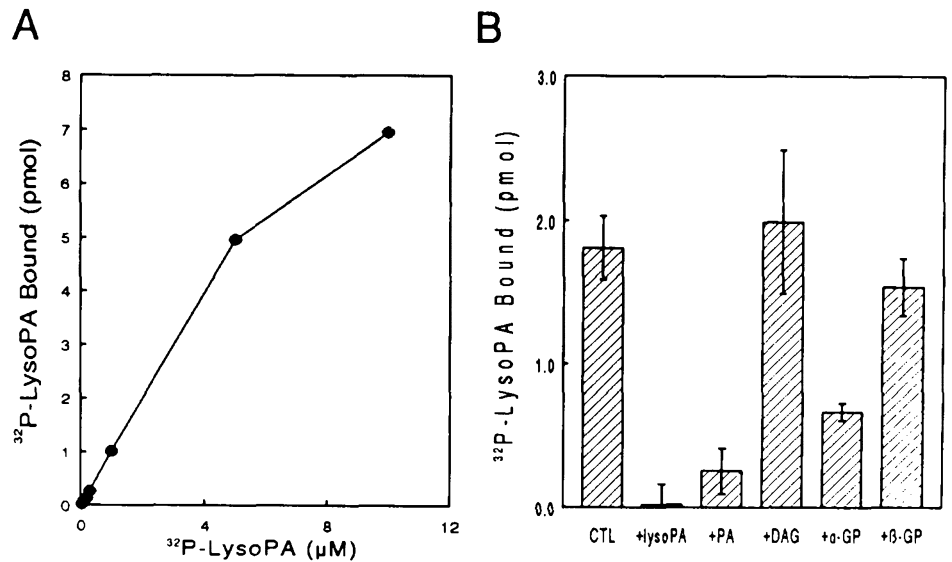 A
8
7
6
5
4
3
2
1
0
0 4 8 12
³²P-LysoPA Bound (pmol)
³²P-LysoPA (µM)
B
3.0
2.0
1.0
0.0
³²P-LysoPA Bound (pmol)
CTL +lysoPA +PA +DAG +α·GP +β·GP